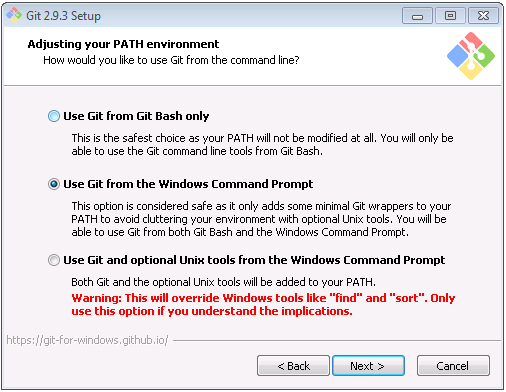 Git 2.9.3 Setup
Adjusting your PATH environment
How would you like to use Git from the command line?
Use Git from Git Bash only
This is the safest choice as your PATH will not be modified at all. You will only be
able to use the Git command line tools from Git Bash.
Use Git from the Windows Command Prompt
This option is considered safe as it only adds some minimal Git wrappers to your
PATH to avoid cluttering your environment with optional Unix tools. You will be
able to use Git from both Git Bash and the Windows Command Prompt.
Use Git and optional Unix tools from the Windows Command Prompt
Both Git and the optional Unix tools will be added to your PATH.
Warning: This will override Windows tools like "find" and "sort". Only
use this option if you understand the implications.
https://git-for-windows.github.io/
< Back
Next >
Cancel